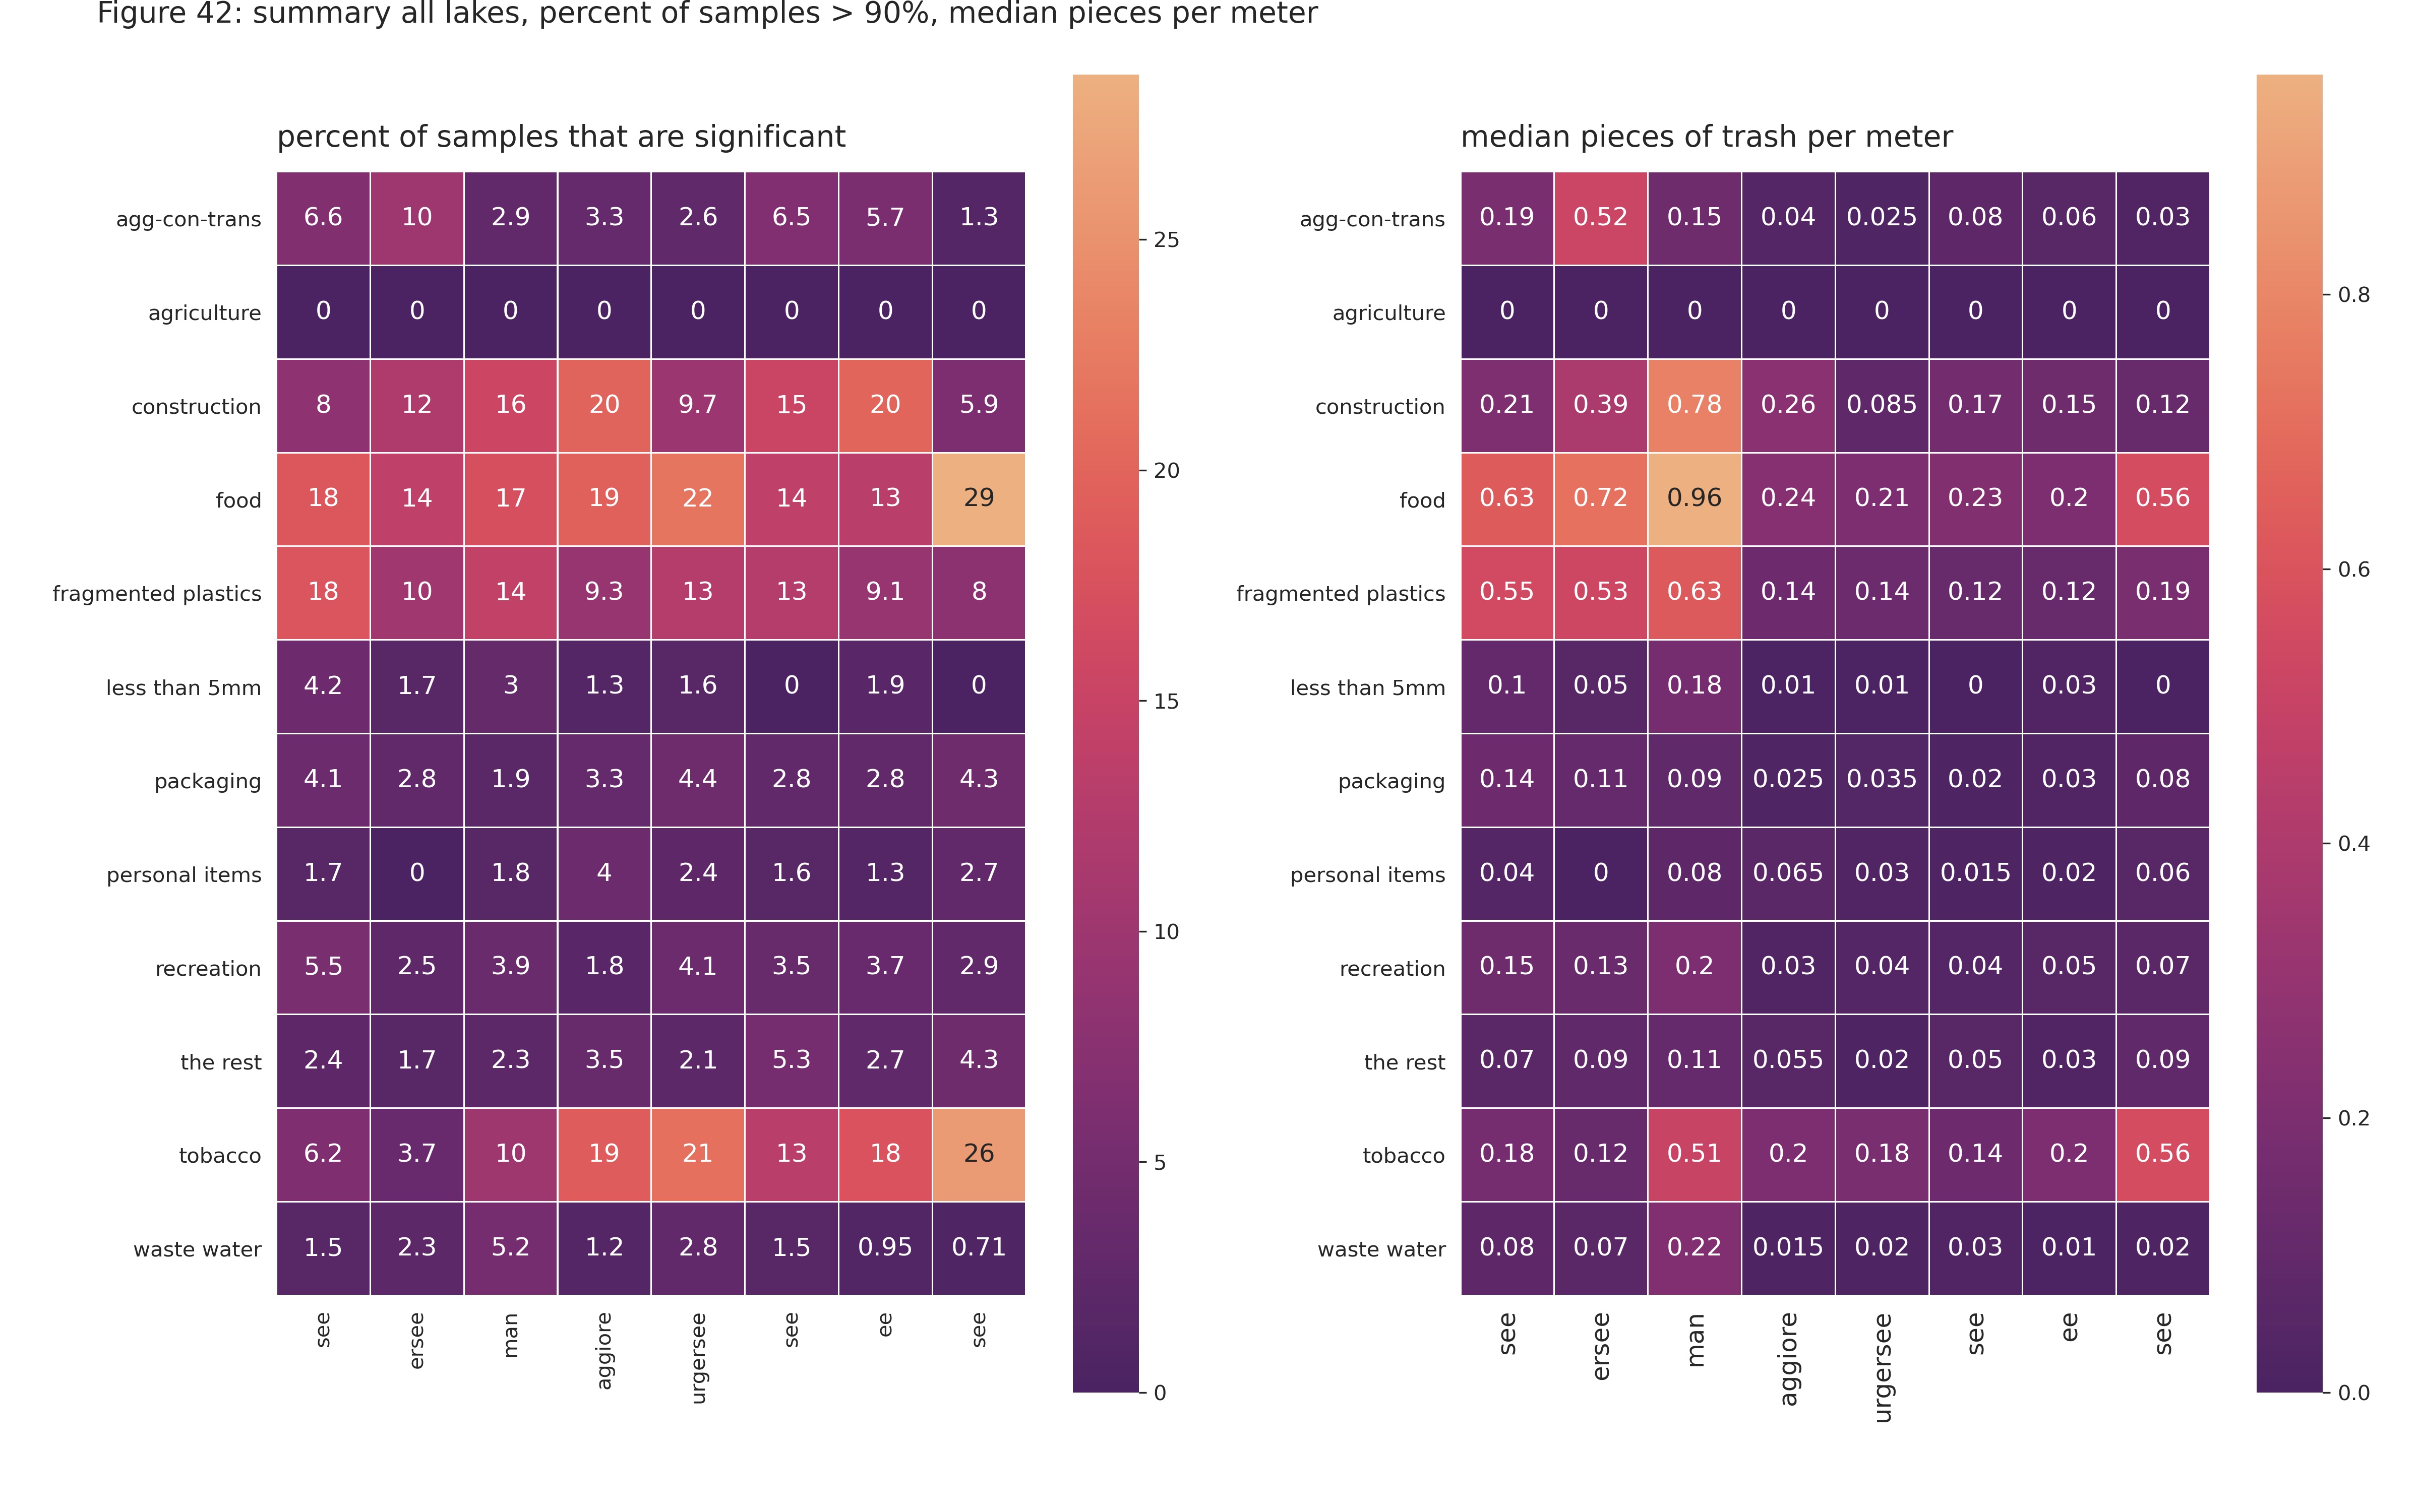 Figure 42: summary all lakes, percent of samples > 90%, median pieces per meter
percent of samples that are significant
agg-con-trans 6.6 10 2.9 3.3 2.6 6.5 5.7 1.3
agriculture 0 0 0 0 0 0 0 0
construction 8 12 16 20 9.7 15 20 5.9
food 18 14 17 19 22 14 13 29
fragmented plastics 18 10 14 9.3 13 13 9.1 8
less than 5mm 4.2 1.7 3 1.3 1.6 0 1.9 0
packaging 4.1 2.8 1.9 3.3 4.4 2.8 2.8 4.3
personal items 1.7 0 1.8 4 2.4 1.6 1.3 2.7
recreation 5.5 2.5 3.9 1.8 4.1 3.5 3.7 2.9
the rest 2.4 1.7 2.3 3.5 2.1 5.3 2.7 4.3
tobacco 6.2 3.7 10 19 21 13 18 26
waste water 1.5 2.3 5.2 1.2 2.8 1.5 0.95 0.71
see ersee man aggiore urgersee see ee see
25
20
15
10
5
0
median pieces of trash per meter
agg-con-trans 0.19 0.52 0.15 0.04 0.025 0.08 0.06 0.03
agriculture 0 0 0 0 0 0 0 0
construction 0.21 0.39 0.78 0.26 0.085 0.17 0.15 0.12
food 0.63 0.72 0.96 0.24 0.21 0.23 0.2 0.56
fragmented plastics 0.55 0.53 0.63 0.14 0.14 0.12 0.12 0.19
less than 5mm 0.1 0.05 0.18 0.01 0.01 0 0.03 0
packaging 0.14 0.11 0.09 0.025 0.035 0.02 0.03 0.08
personal items 0.04 0 0.08 0.065 0.03 0.015 0.02 0.06
recreation 0.15 0.13 0.2 0.03 0.04 0.04 0.05 0.07
the rest 0.07 0.09 0.11 0.055 0.02 0.05 0.03 0.09
tobacco 0.18 0.12 0.51 0.2 0.18 0.14 0.2 0.56
waste water 0.08 0.07 0.22 0.015 0.02 0.03 0.01 0.02
see ersee man aggiore urgersee see ee see
0.8
0.6
0.4
0.2
0.0